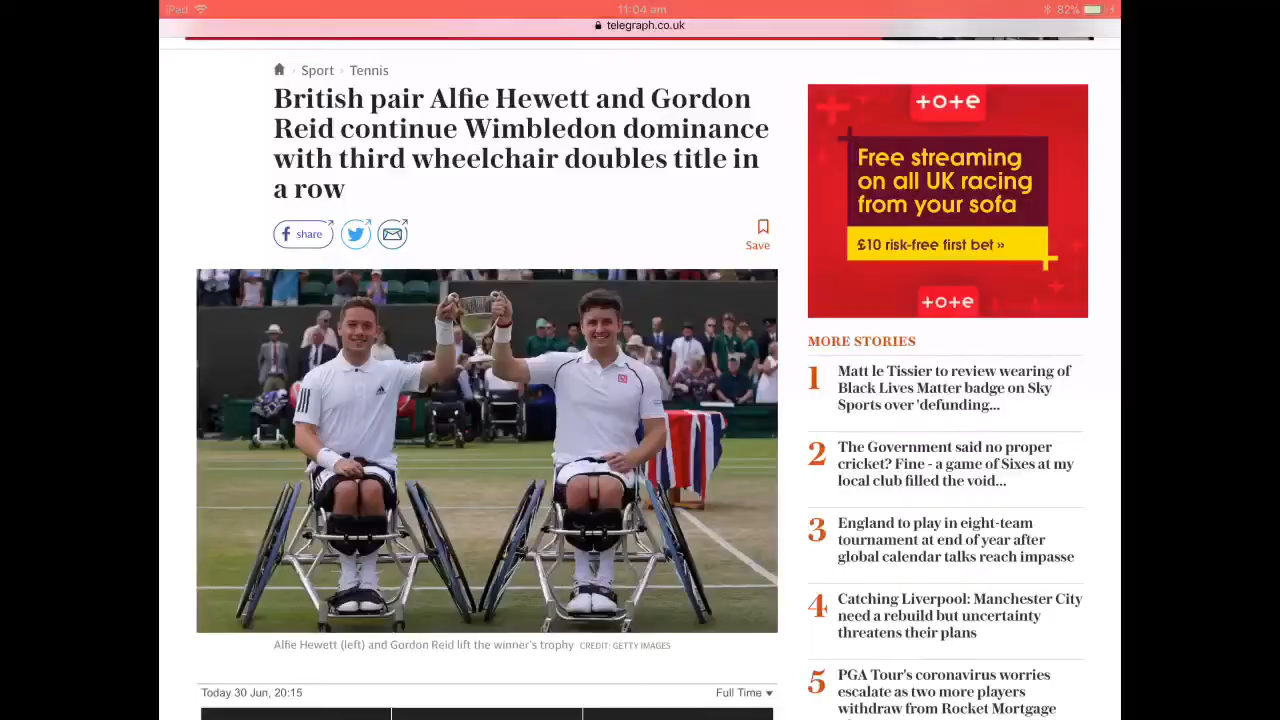 iPad
11:04 am
82%
telegraph.co.uk
Sport › Tennis
British pair Alfie Hewett and Gordon
Reid continue Wimbledon dominance
with third wheelchair doubles title in
a row
share
Save
Alfie Hewett (left) and Gordon Reid lift the winner's trophy CREDIT: GETTY IMAGES
Today 30 Jun, 20:15
Full Time
tote
Free streaming
on all UK racing
from your sofa
£10 risk-free first bet »
tote
MORE STORIES
1
Matt le Tissier to review wearing of
Black Lives Matter badge on Sky
Sports over 'defunding...
2
The Government said no proper
cricket? Fine - a game of Sixes at my
local club filled the void...
3
England to play in eight-team
tournament at end of year after
global calendar talks reach impasse
4
Catching Liverpool: Manchester City
need a rebuild but uncertainty
threatens their plans
5
PGA Tour's coronavirus worries
escalate as two more players
withdraw from Rocket Mortgage